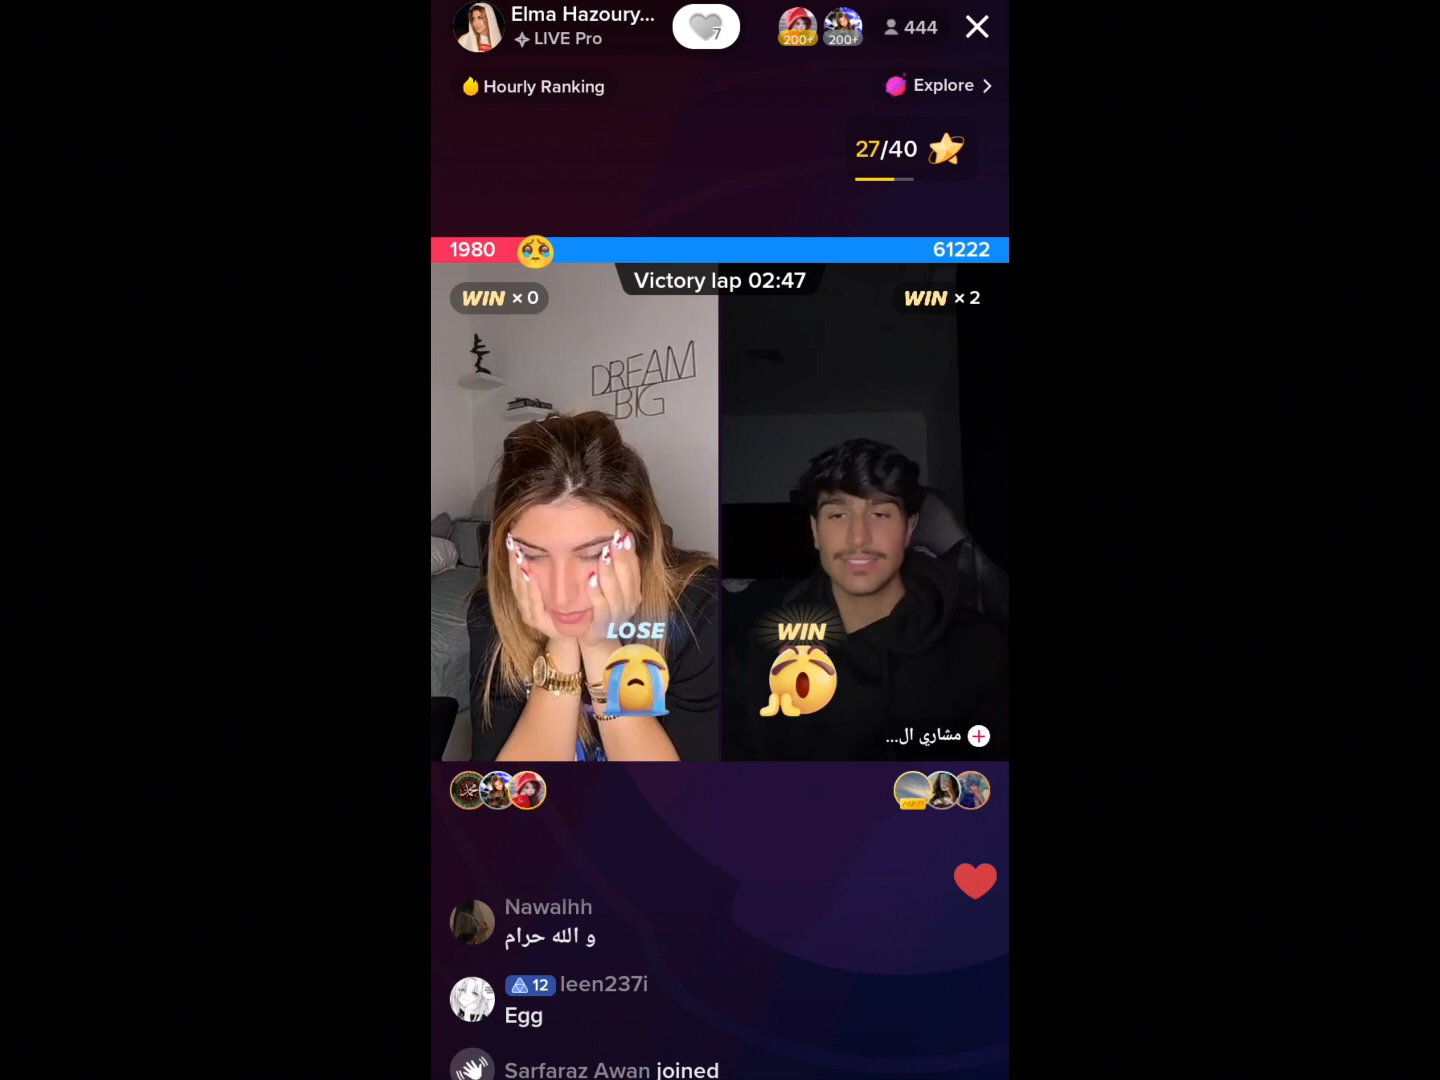 Elma Hazoury...
LIVE Pro
7
200+
200+
444
Hourly Ranking
Explore
27/40
1980
61222
Victory lap 02:47
WIN × 0
WIN × 2
DREAM
BIG
LOSE
WIN
مشاري ال...
محمد
MVP
Nawalhh
و الله حرام
12 leen237i
Egg
Sarfaraz Awan joined